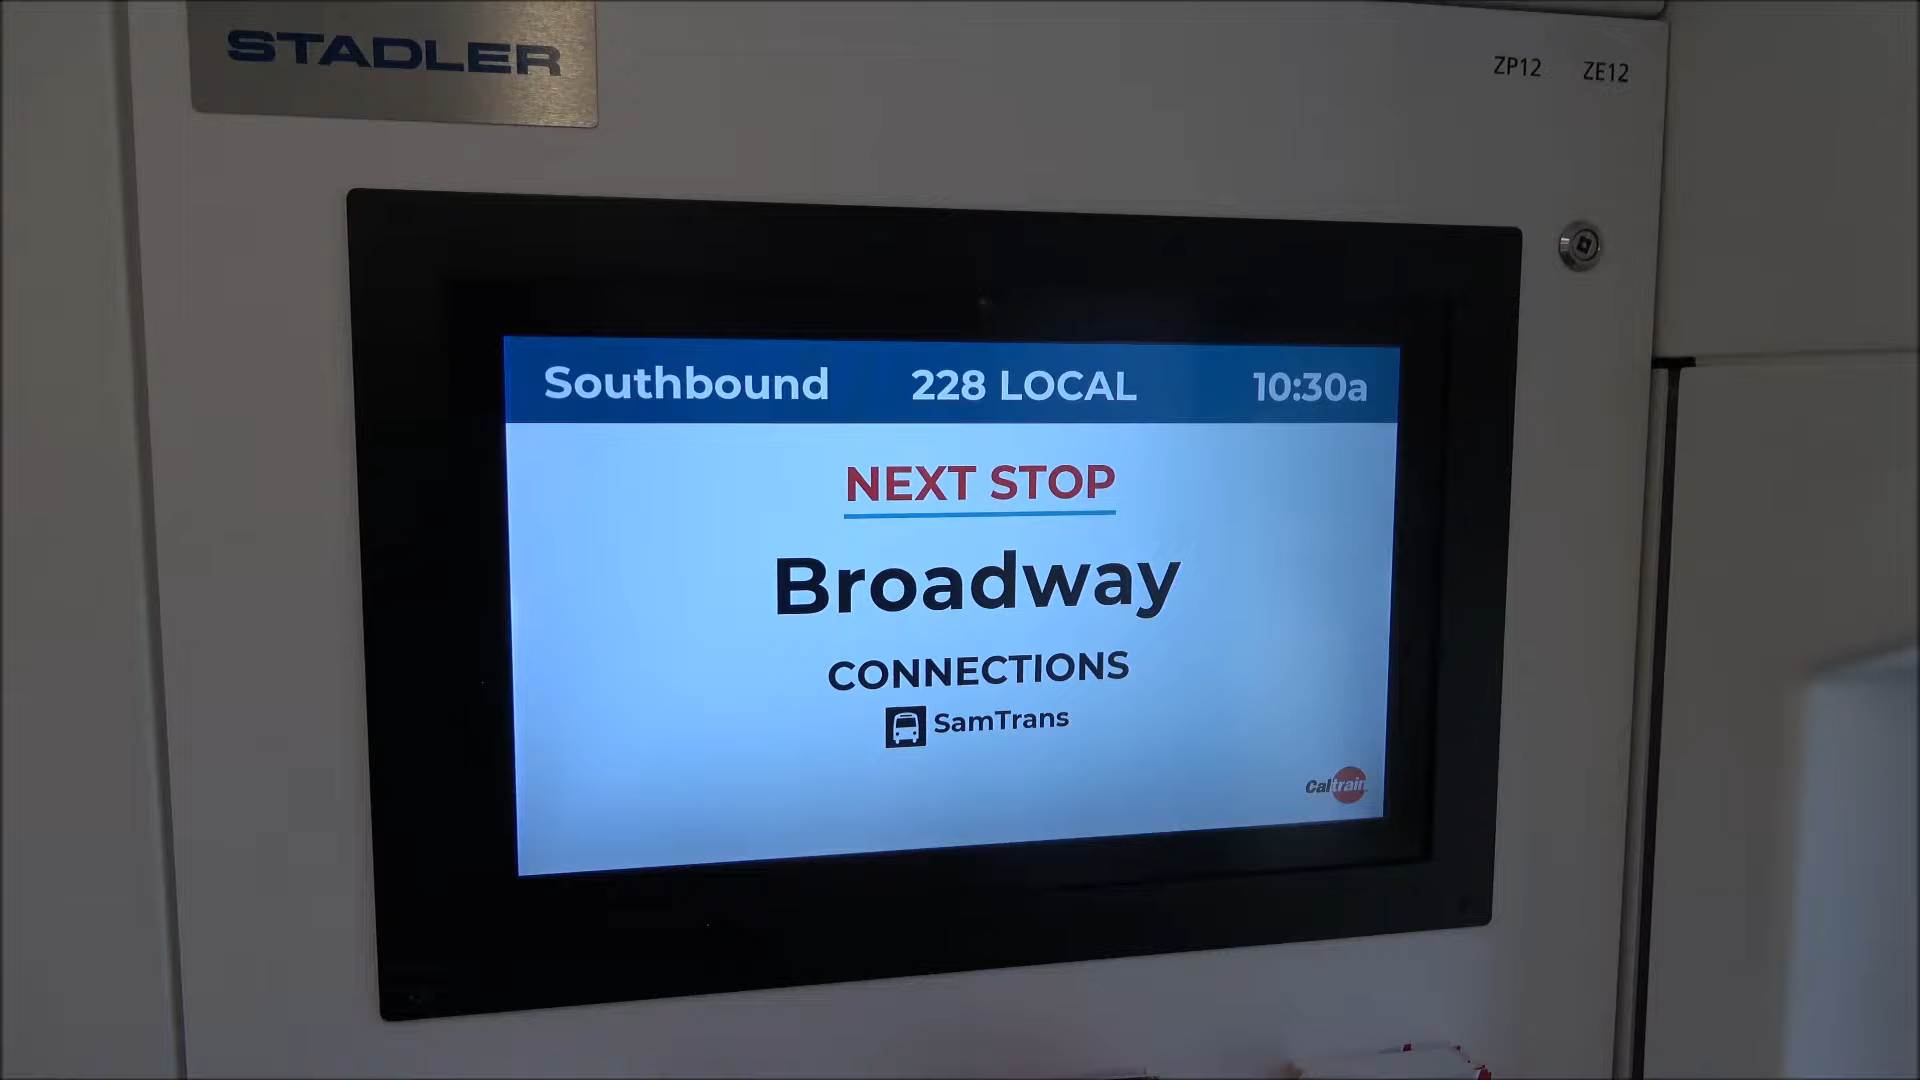 STADLER
ZP12 ZE12
Southbound 228 LOCAL 10:30a
NEXT STOP
Broadway
CONNECTIONS
SamTrans
Caltrain